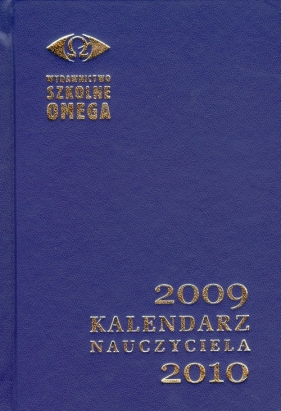 WYDAWNICTWO
SZKOLNE
OMEGA
2009
KALENDARZ
NAUCZYCIELA
2010